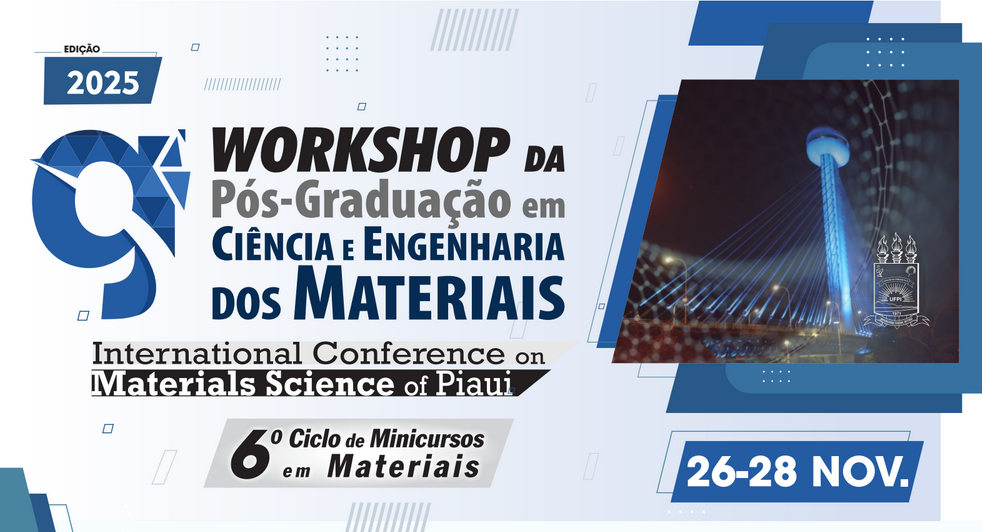 EDIÇÃO
2025
9º
WORKSHOP DA
Pós-Graduação em
CIÊNCIA E ENGENHARIA
DOS MATERIAIS
International Conference on
Materials Science of Piaui
6º Ciclo de Minicursos
em Materiais
UFPI
26-28 NOV.